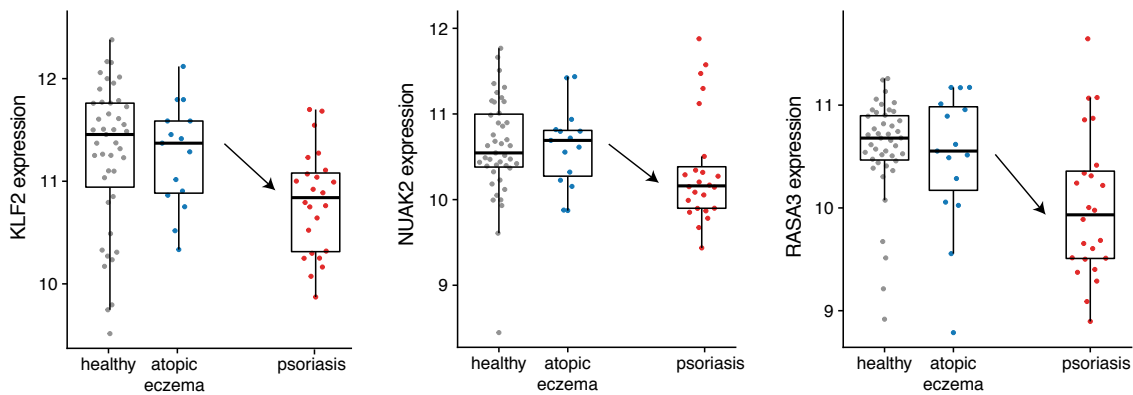 KLF2 expression
12
11
10
healthy
atopic
eczema
psoriasis
NUAK2 expression
12
11
10
9
healthy
atopic
eczema
psoriasis
RASA3 expression
11
10
9
healthy
atopic
eczema
psoriasis